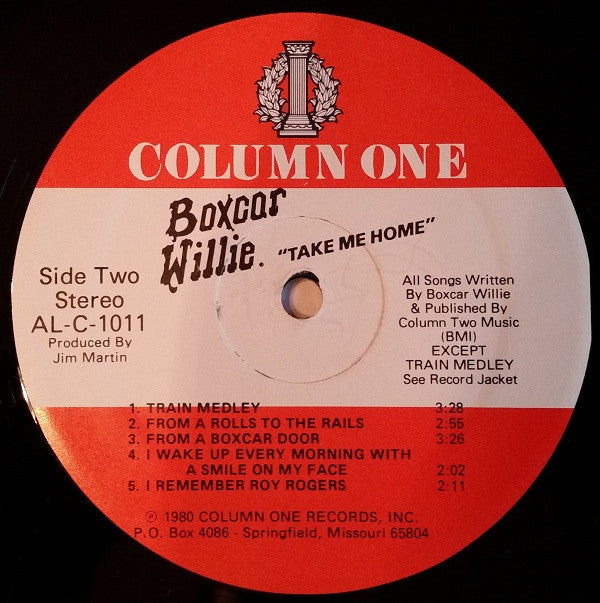 COLUMN ONE
Boxcar
Willie.
"TAKE ME HOME"
Side Two
Stereo
AL-C-1011
Produced By
Jim Martin
All Songs Written
By Boxcar Willie
& Published By
Column Two Music
(BMI)
EXCEPT
TRAIN MEDLEY
See Record Jacket
1. TRAIN MEDLEY 3:28
2. FROM A ROLLS TO THE RAILS 2:55
3. FROM A BOXCAR DOOR 3:26
4. I WAKE UP EVERY MORNING WITH
A SMILE ON MY FACE 2:02
5. I REMEMBER ROY ROGERS 2:11
℗ 1980 COLUMN ONE RECORDS, INC.
P.O. Box 4086 - Springfield, Missouri 65804